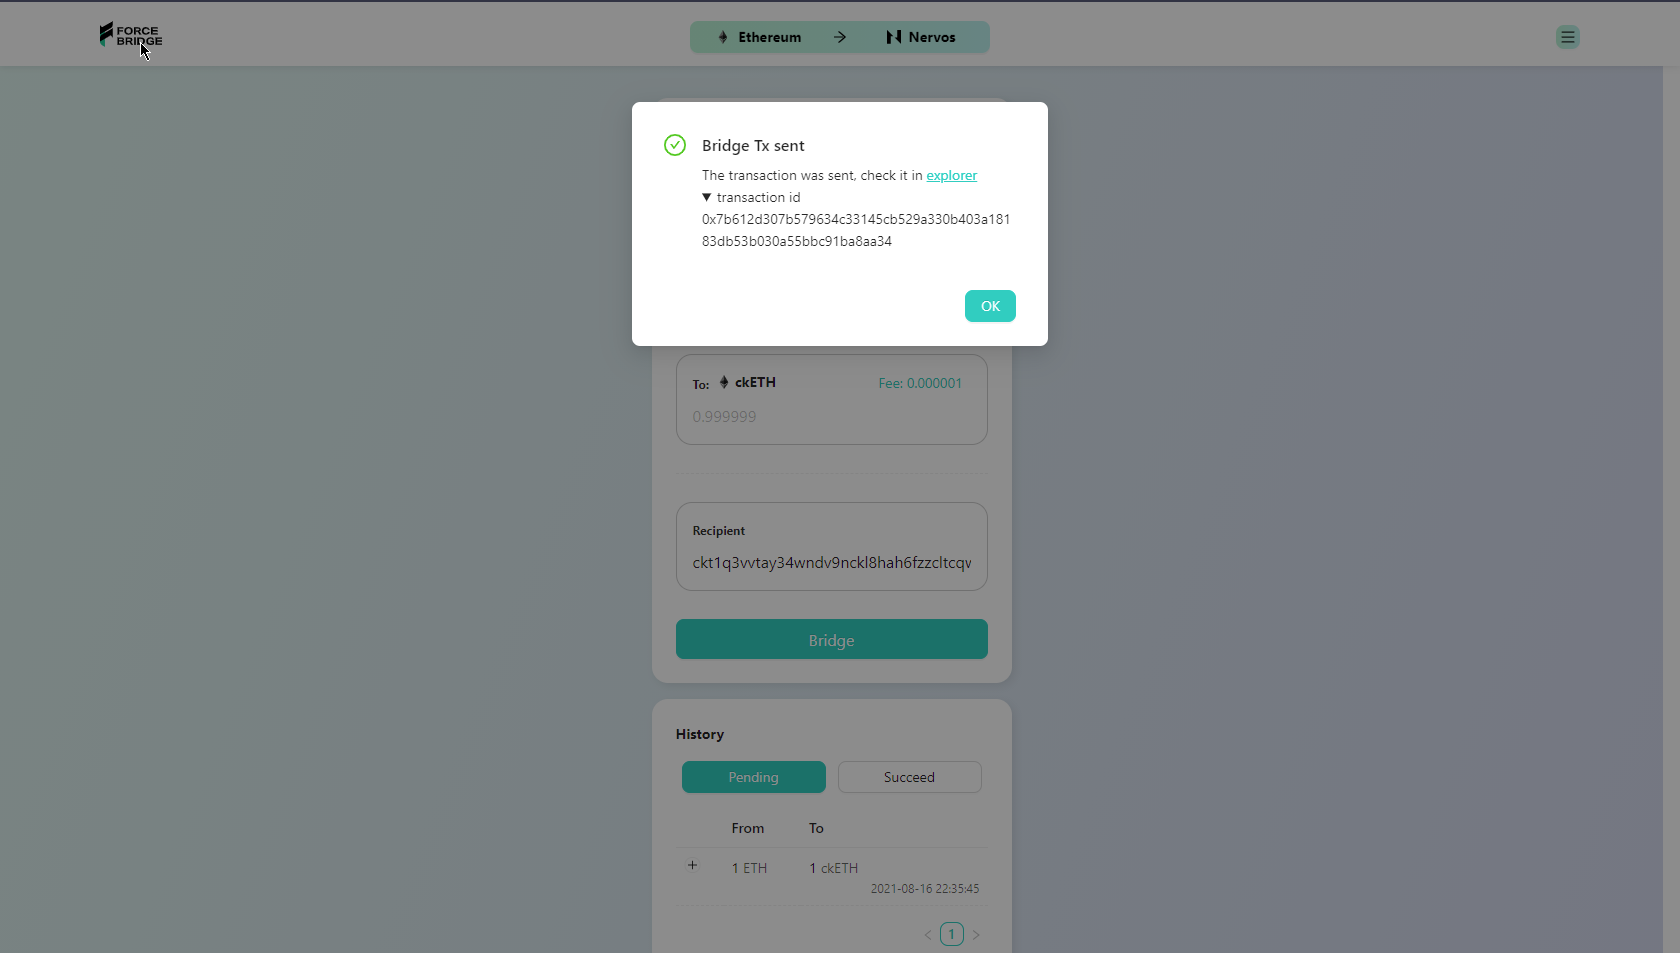 FORCE
BRIDGE
Ethereum → Nervos
Bridge Tx sent
The transaction was sent, check it in explorer
▼ transaction id
0x7b612d307b579634c33145cb529a330b403a181
83db53b030a55bbc91ba8aa34
OK
To: ckETH Fee: 0.000001
0.999999
Recipient
ckt1q3vvtay34wndv9nckl8hah6fzzcltcqv
Bridge
History
Pending Succeed
From To
+ 1 ETH 1 ckETH
2021-08-16 22:35:45
< 1 >